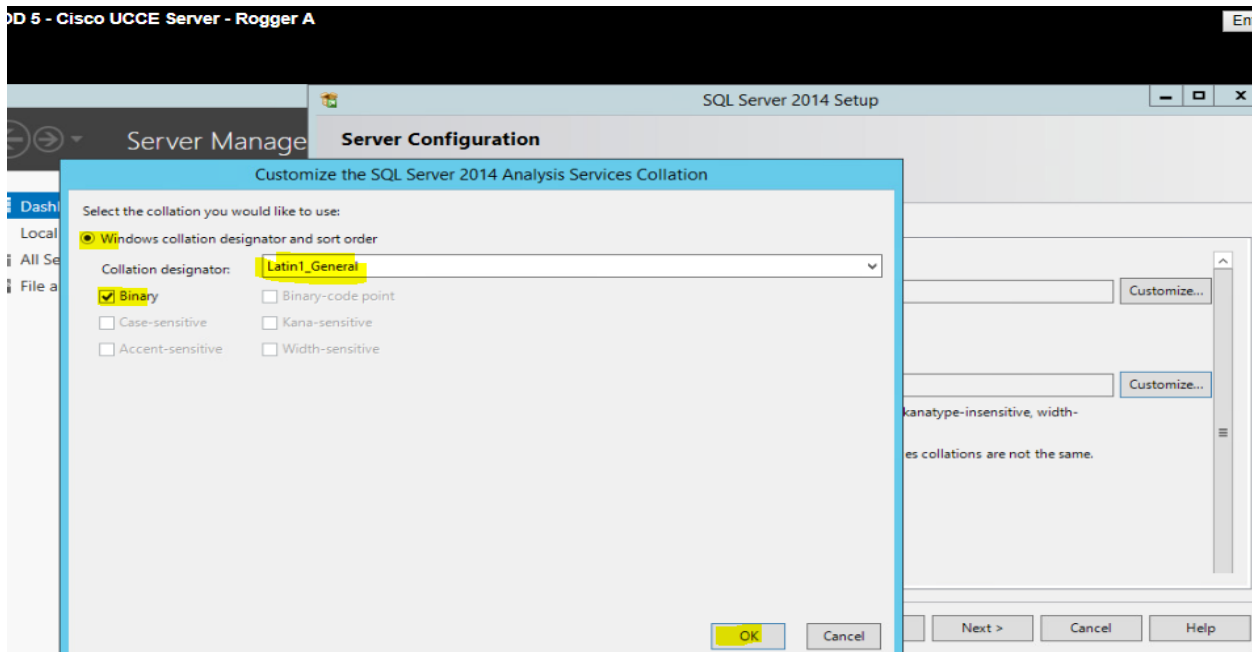 DD 5 - Cisco UCCE Server - Rogger A
SQL Server 2014 Setup
Server Manage
Server Configuration
Customize the SQL Server 2014 Analysis Services Collation
Dashl
Local
All Se
File a
Select the collation you would like to use:
Windows collation designator and sort order
Collation designator: Latin1_General
Binary Binary-code point
Case-sensitive Kana-sensitive
Accent-sensitive Width-sensitive
Customize...
Customize...
kanatype-insensitive, width-
es collations are not the same.
OK Cancel
Next > Cancel Help